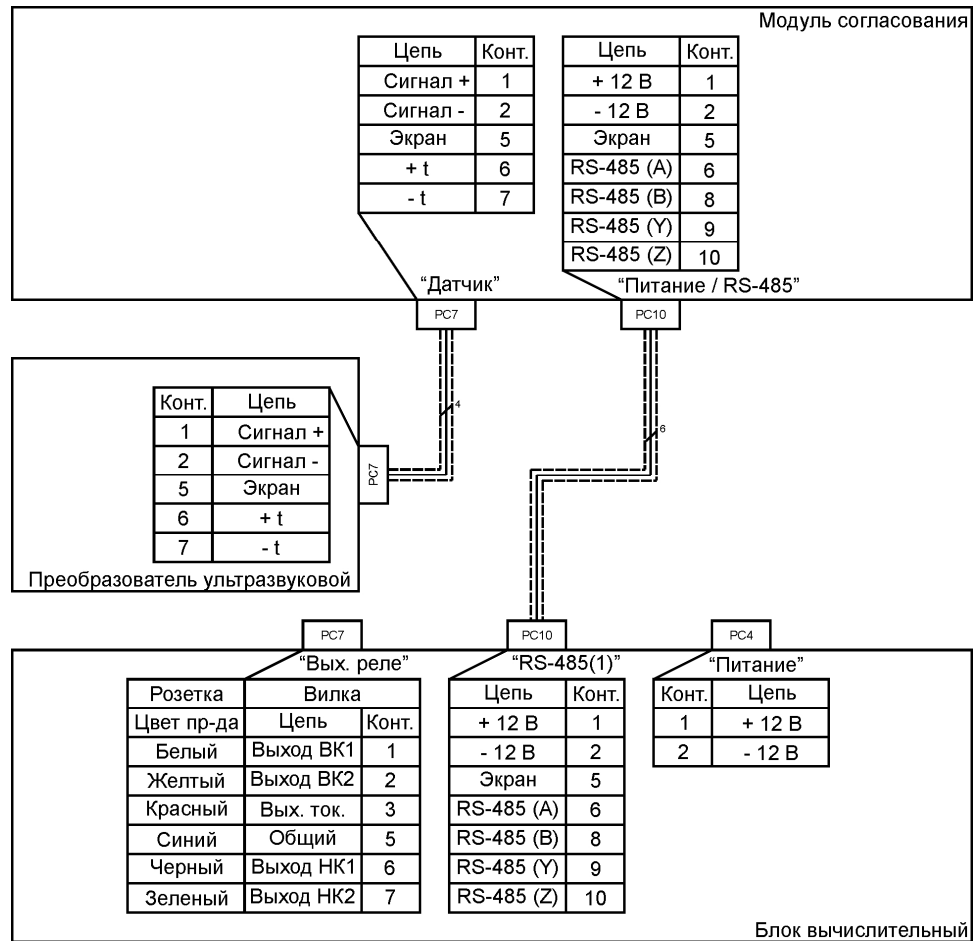 Модуль согласования
Цепь Конт.
Сигнал + 1
Сигнал - 2
Экран 5
+ t 6
- t 7
Цепь Конт.
+ 12 В 1
- 12 В 2
Экран 5
RS-485 (A) 6
RS-485 (B) 8
RS-485 (Y) 9
RS-485 (Z) 10
“Датчик”
“Питание / RS-485”
PC7
PC10
4
6
Конт. Цепь
1 Сигнал +
2 Сигнал -
5 Экран
6 + t
7 - t
PC7
Преобразователь ультразвуковой
PC7
PC10
PC4
“Вых. реле”
“RS-485(1)”
“Питание”
Розетка Вилка
Цвет пр-да Цепь Конт.
Белый Выход ВК1 1
Желтый Выход ВК2 2
Красный Вых. ток. 3
Синий Общий 5
Черный Выход НК1 6
Зеленый Выход НК2 7
Цепь Конт.
+ 12 В 1
- 12 В 2
Экран 5
RS-485 (A) 6
RS-485 (B) 8
RS-485 (Y) 9
RS-485 (Z) 10
Конт. Цепь
1 + 12 В
2 - 12 В
Блок вычислительный